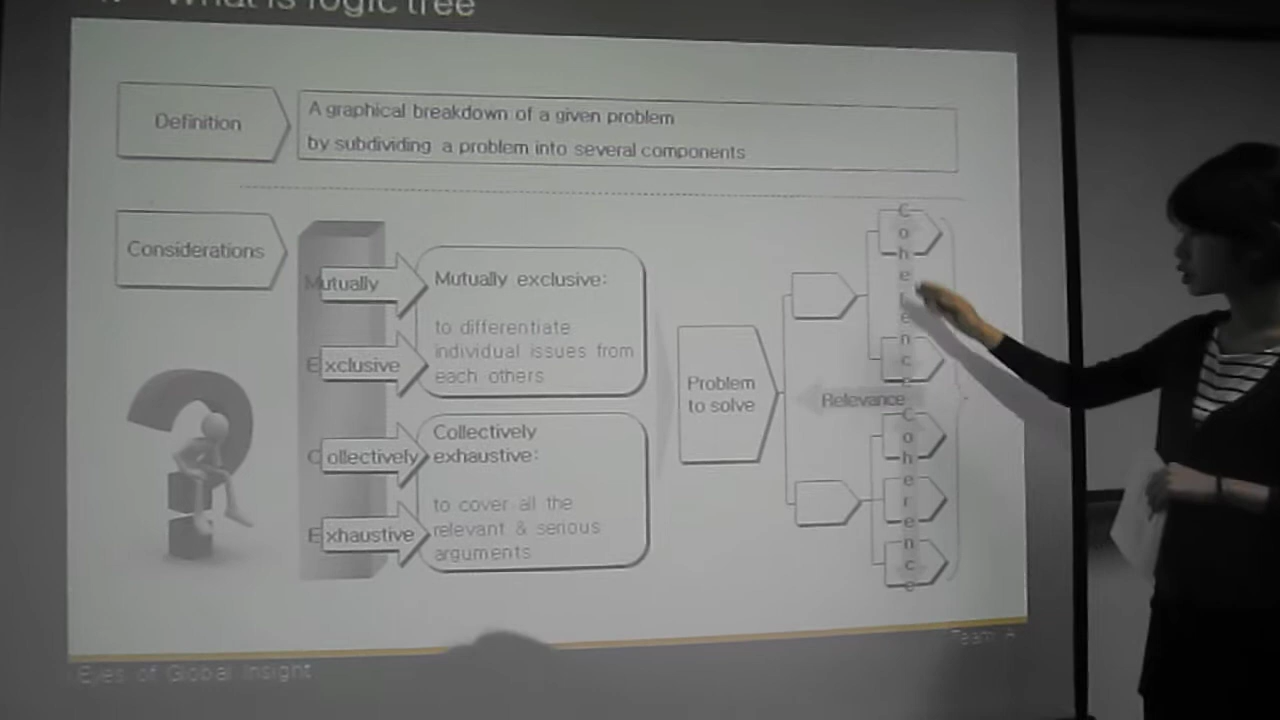 What is logic tree
Definition
A graphical breakdown of a given problem
by subdividing a problem into several components
Considerations
Mutually
Exclusive
Collectively
Exhaustive
Mutually exclusive:
to differentiate
individual issues from
each others
Collectively
exhaustive:
to cover all the
relevant & serious
arguments
Problem
to solve
Coherence
Relevance
Coherence
Eyes of Global Insight
Team A